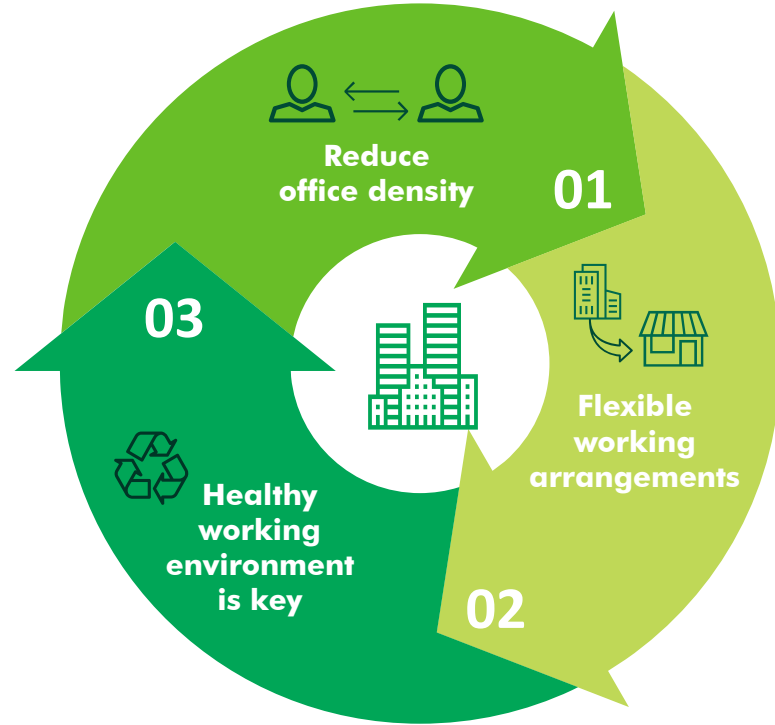 Reduce
office density
01
Flexible
working
arrangements
02
03
Healthy
working
environment
is key